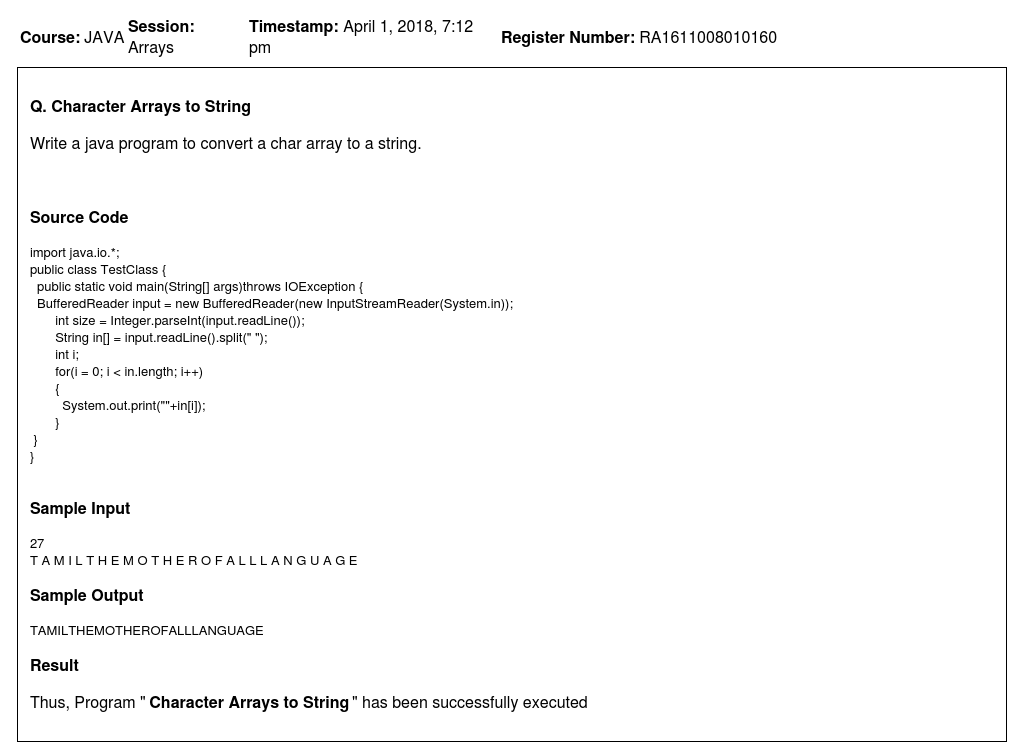 Course: JAVA Session: Arrays Timestamp: April 1, 2018, 7:12 pm Register Number: RA1611008010160
Q. Character Arrays to String
Write a java program to convert a char array to a string.
Source Code
import java.io.*;
public class TestClass {
public static void main(String[] args)throws IOException {
BufferedReader input = new BufferedReader(new InputStreamReader(System.in));
int size = Integer.parseInt(input.readLine());
String in[] = input.readLine().split(" ");
int i;
for(i = 0; i < in.length; i++)
{
System.out.print(""+in[i]);
}
}
}
Sample Input
27
T A M I L T H E M O T H E R O F A L L L A N G U A G E
Sample Output
TAMILTHEMOTHEROFALLLANGUAGE
Result
Thus, Program " Character Arrays to String " has been successfully executed